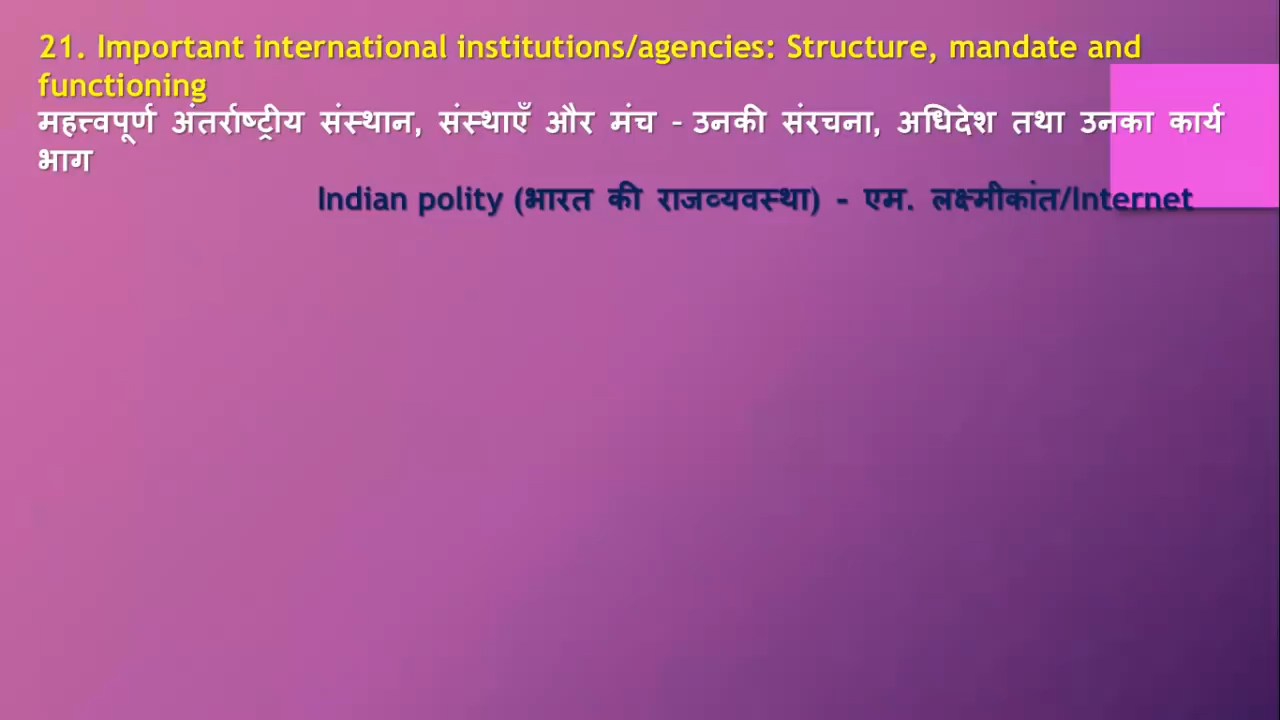 21. Important international institutions/agencies: Structure, mandate and
functioning
महत्त्वपूर्ण अंतर्राष्ट्रीय संस्थान, संस्थाएँ और मंच – उनकी संरचना, अधिदेश तथा उनका कार्य
भाग
Indian polity (भारत की राजव्यवस्था) - एम. लक्ष्मीकांत/Internet